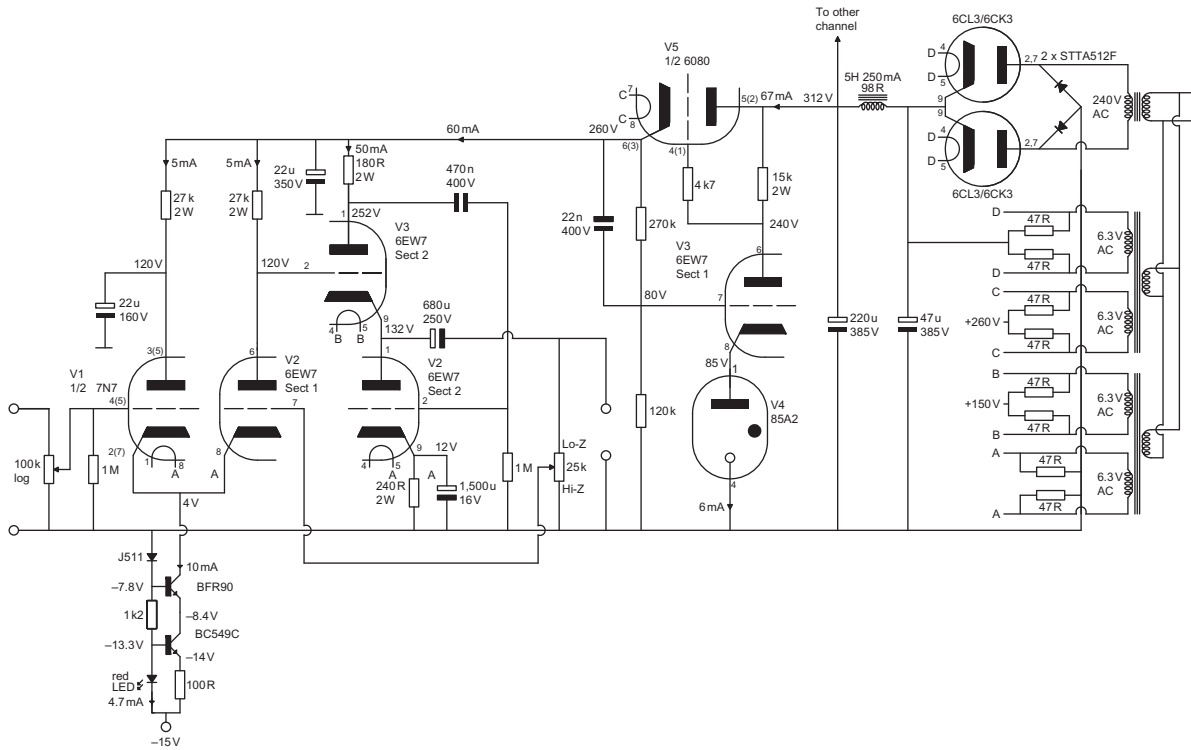 To other
channel
6CL3/6CK3
V5
1/2 6080
D
4
D
5
9
2,7
2 x STTA512F
5H 250mA
98R
C
7
C
8
5(2)
67mA
312V
240V
AC
60mA
260V
6(3)
4(1)
9
D
4
D
5
2,7
6CL3/6CK3
5mA
5mA
22u
350V
50mA
180R
2W
470n
400V
4k7
15k
2W
27k
2W
27k
2W
1
252V
V3
6EW7
Sect 2
22n
400V
270k
240V
D
47R
6.3V
AC
47R
D
V3
6EW7
Sect 1
6
120V
120V
2
80V
7
C
47R
+260V
6.3V
AC
47R
C
22u
160V
680u
250V
4
5
B
B
9
132V
220u
385V
47u
385V
8
85V
1
3(5)
6
1
V1
1/2 7N7
4(5)
V2
6EW7
Sect 1
7
V2
6EW7
Sect 2
2
V4
85A2
B
47R
+150V
6.3V
AC
47R
B
120k
100k
log
1M
2(7)
1
8
A
8
A
4
5
A
9
12V
240R
2W
1,500u
16V
1M
Lo-Z
25k
Hi-Z
4
A
47R
6.3V
AC
47R
A
4V
6mA
J511
10mA
–7.8V
BFR90
1k2
–8.4V
BC549C
–13.3V
–14V
red
LED
100R
4.7mA
–15V